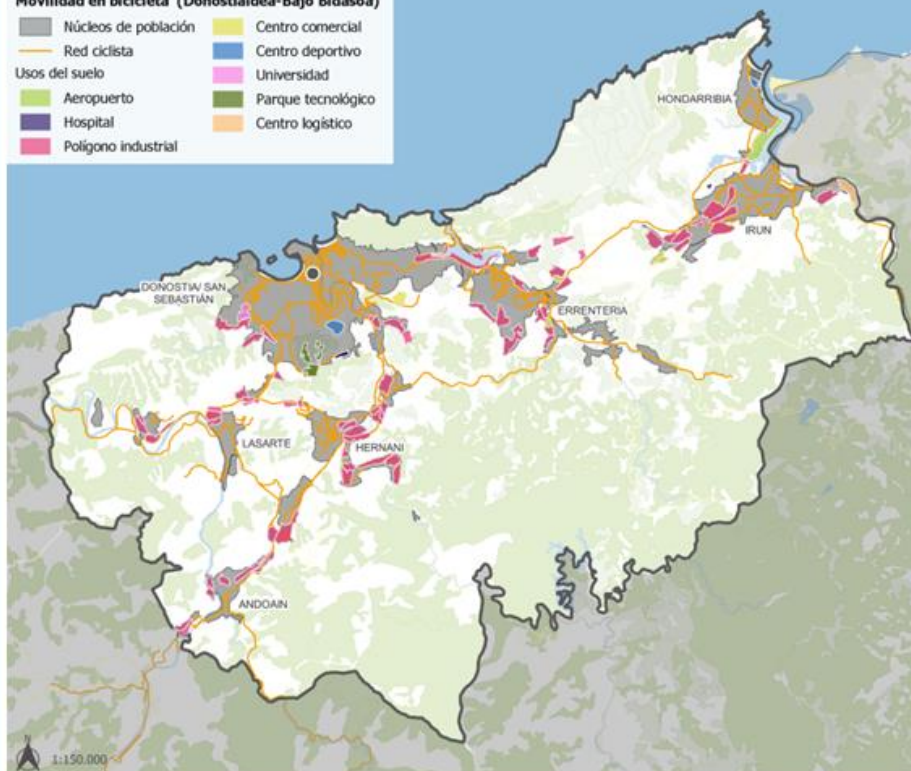 Movilidad en bicicleta (Donostialdea-Bajo Bidasoa)
Núcleos de población
Red ciclista
Usos del suelo
Aeropuerto
Hospital
Polígono industrial
Centro comercial
Centro deportivo
Universidad
Parque tecnológico
Centro logístico
HONDARRIBIA
IRUN
DONOSTIA/ SAN
SEBASTIÁN
ERRENTERIA
LASARTE
HERNANI
ANDOAIN
N
1:150.000